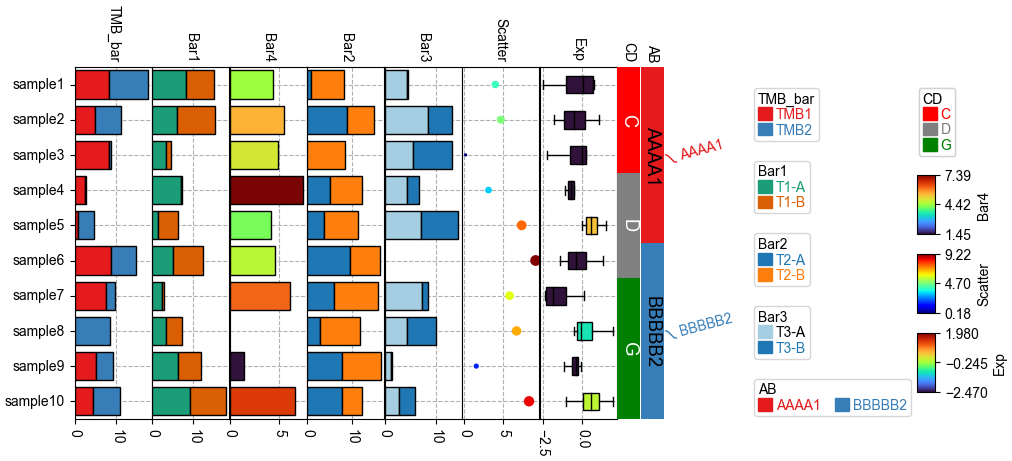 TMB_bar
Bar1
Bar4
Bar2
Bar3
Scatter
Exp
CD
AB
sample1
sample2
sample3
sample4
sample5
sample6
sample7
sample8
sample9
sample10
0
10
0
10
0
5
0
10
0
10
0
5
−2.5
0.0
C
D
G
AAAA1
BBBBB2
AAAA1
BBBBB2
TMB_bar
TMB1
TMB2
Bar1
T1-A
T1-B
Bar2
T2-A
T2-B
Bar3
T3-A
T3-B
AB
AAAA1 BBBBB2
CD
C
D
G
7.39
4.42
1.45
Bar4
9.22
4.70
0.18
Scatter
1.980
−0.245
−2.470
Exp